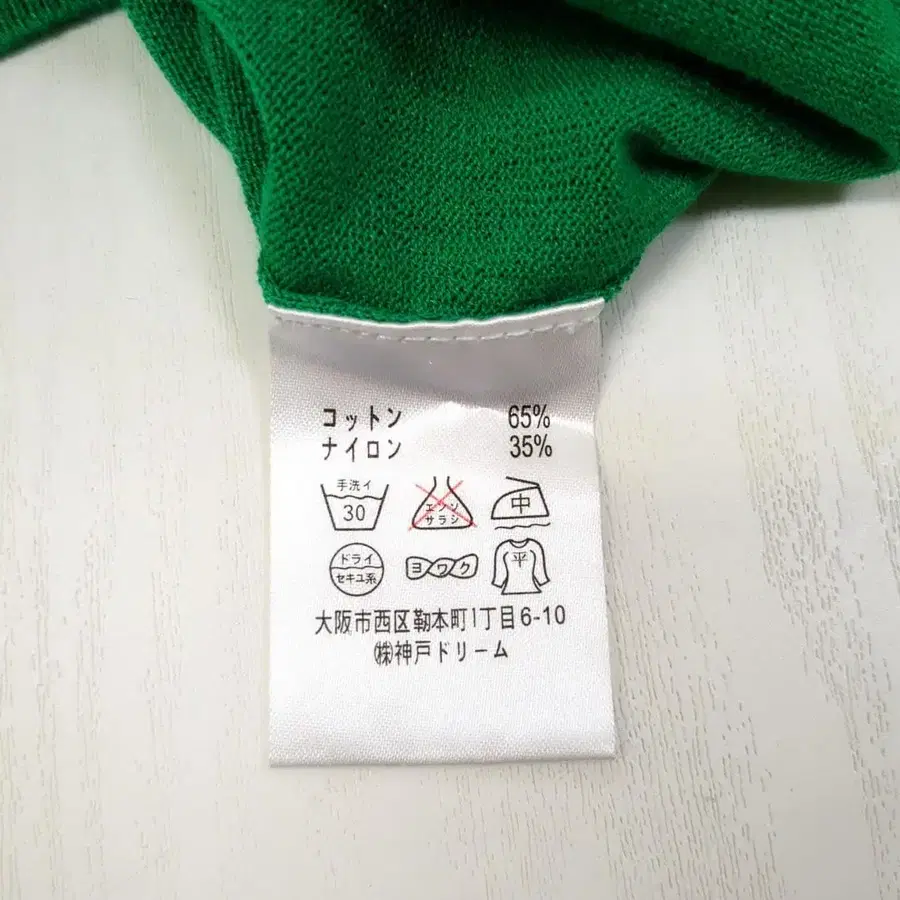 コットン 65%
ナイロン 35%
手洗イ
30
エンソ
サラシ
中
ドライ
セキユ系
ヨワク
平
大阪市西区靭本町1丁目6-10
㈱神戸ドリーム